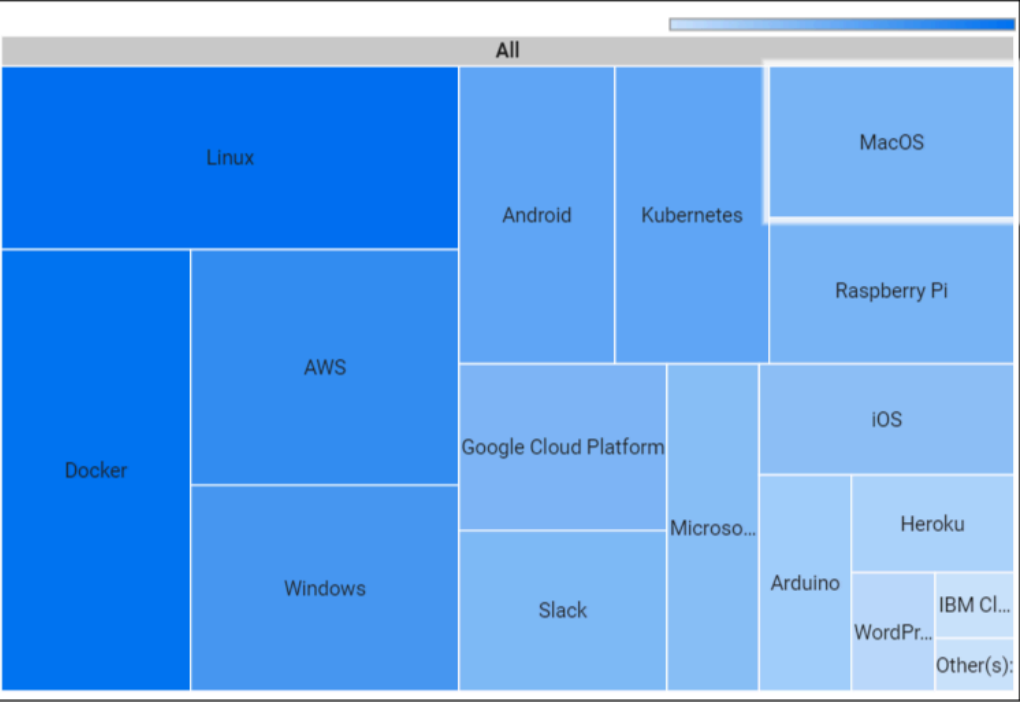 All
Linux
Android
Kubernetes
MacOS
Raspberry Pi
AWS
Docker
Windows
Google Cloud Platform
Slack
Microso...
iOS
Arduino
Heroku
WordPr...
IBM Cl...
Other(s):